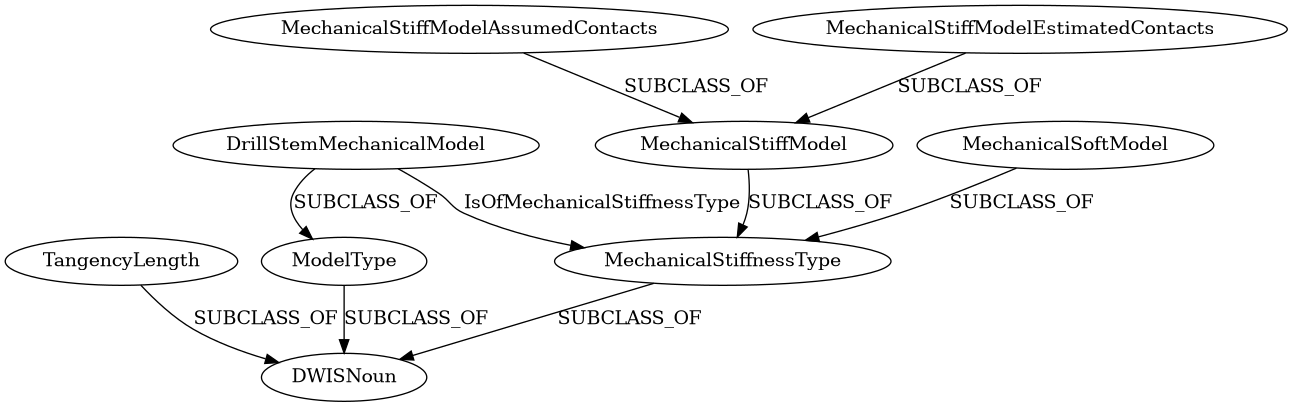 MechanicalStiffModelAssumedContacts
MechanicalStiffModelEstimatedContacts
SUBCLASS_OF
SUBCLASS_OF
DrillStemMechanicalModel
MechanicalStiffModel
MechanicalSoftModel
SUBCLASS_OF
IsOfMechanicalStiffnessType
SUBCLASS_OF
SUBCLASS_OF
TangencyLength
ModelType
MechanicalStiffnessType
SUBCLASS_OF
SUBCLASS_OF
SUBCLASS_OF
DWISNoun